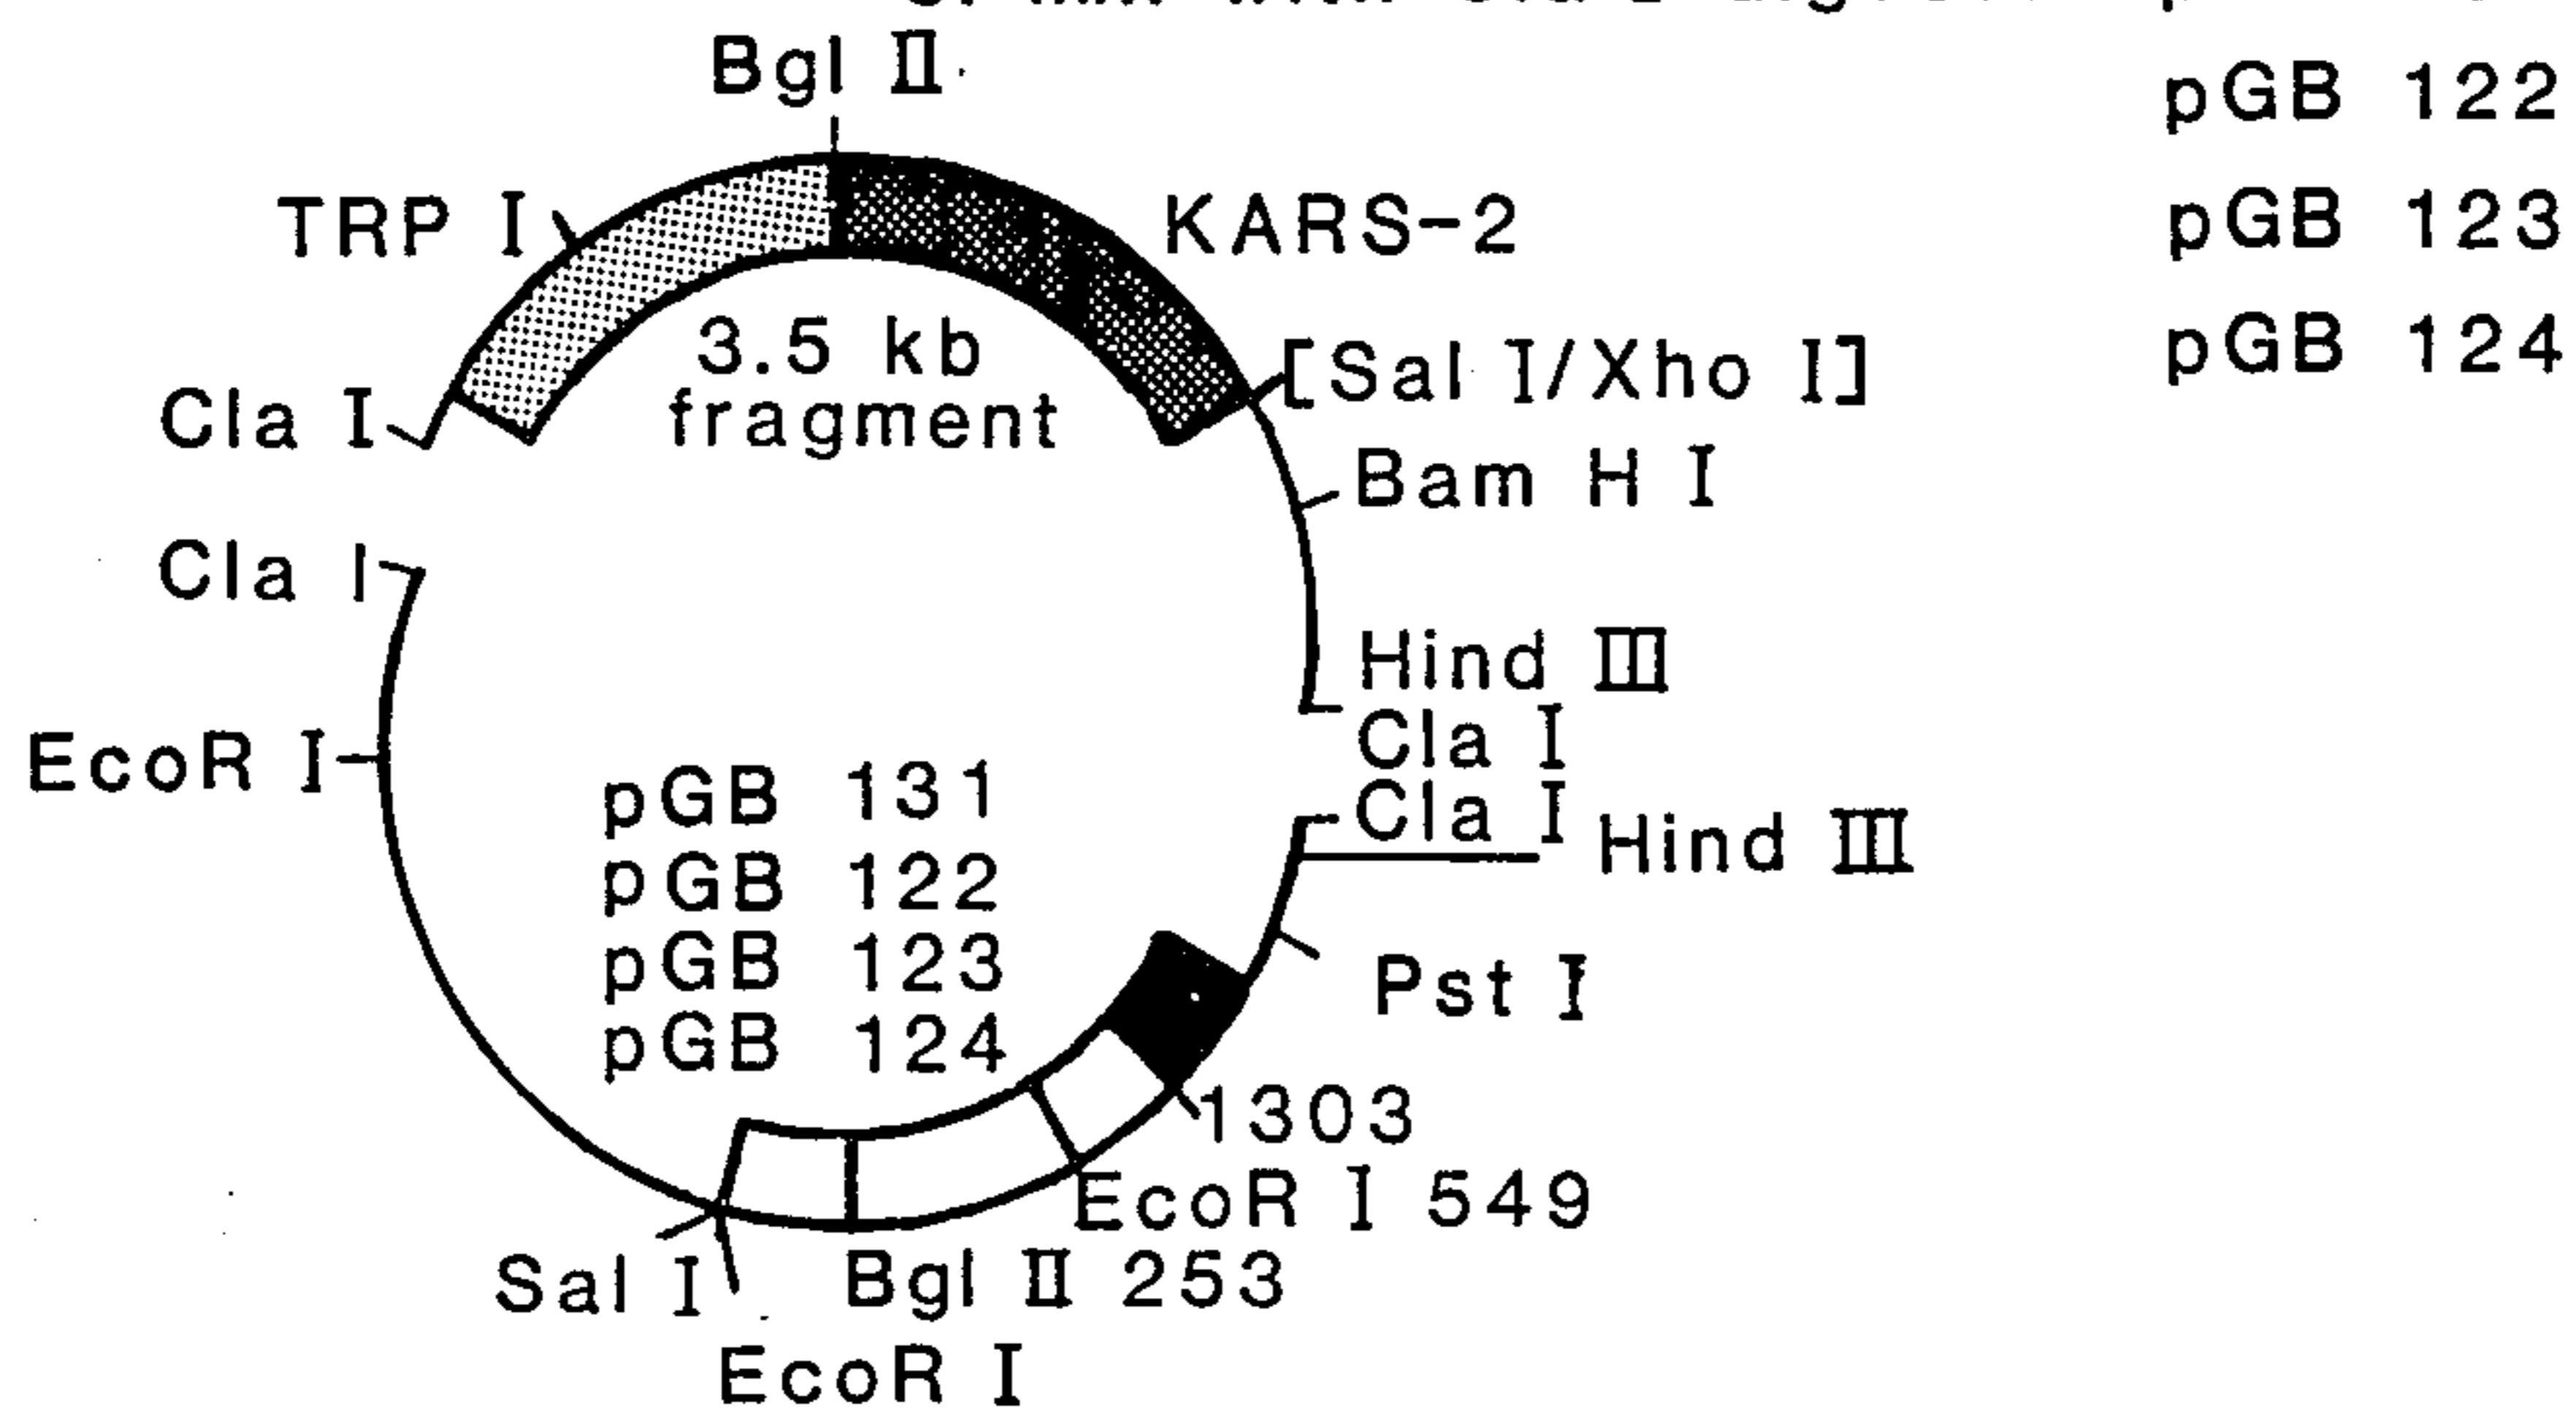 Bgl II
pGB 122
TRP I
KARS-2
pGB 123
3.5 kb
fragment
[Sal I/Xho I]
pGB 124
Cla I
Bam H I
Cla I
Hind III
Cla I
EcoR I
Cla I
Hind III
pGB 131
pGB 122
pGB 123
pGB 124
Pst I
1303
EcoR I 549
Sal I
Bgl II 253
EcoR I